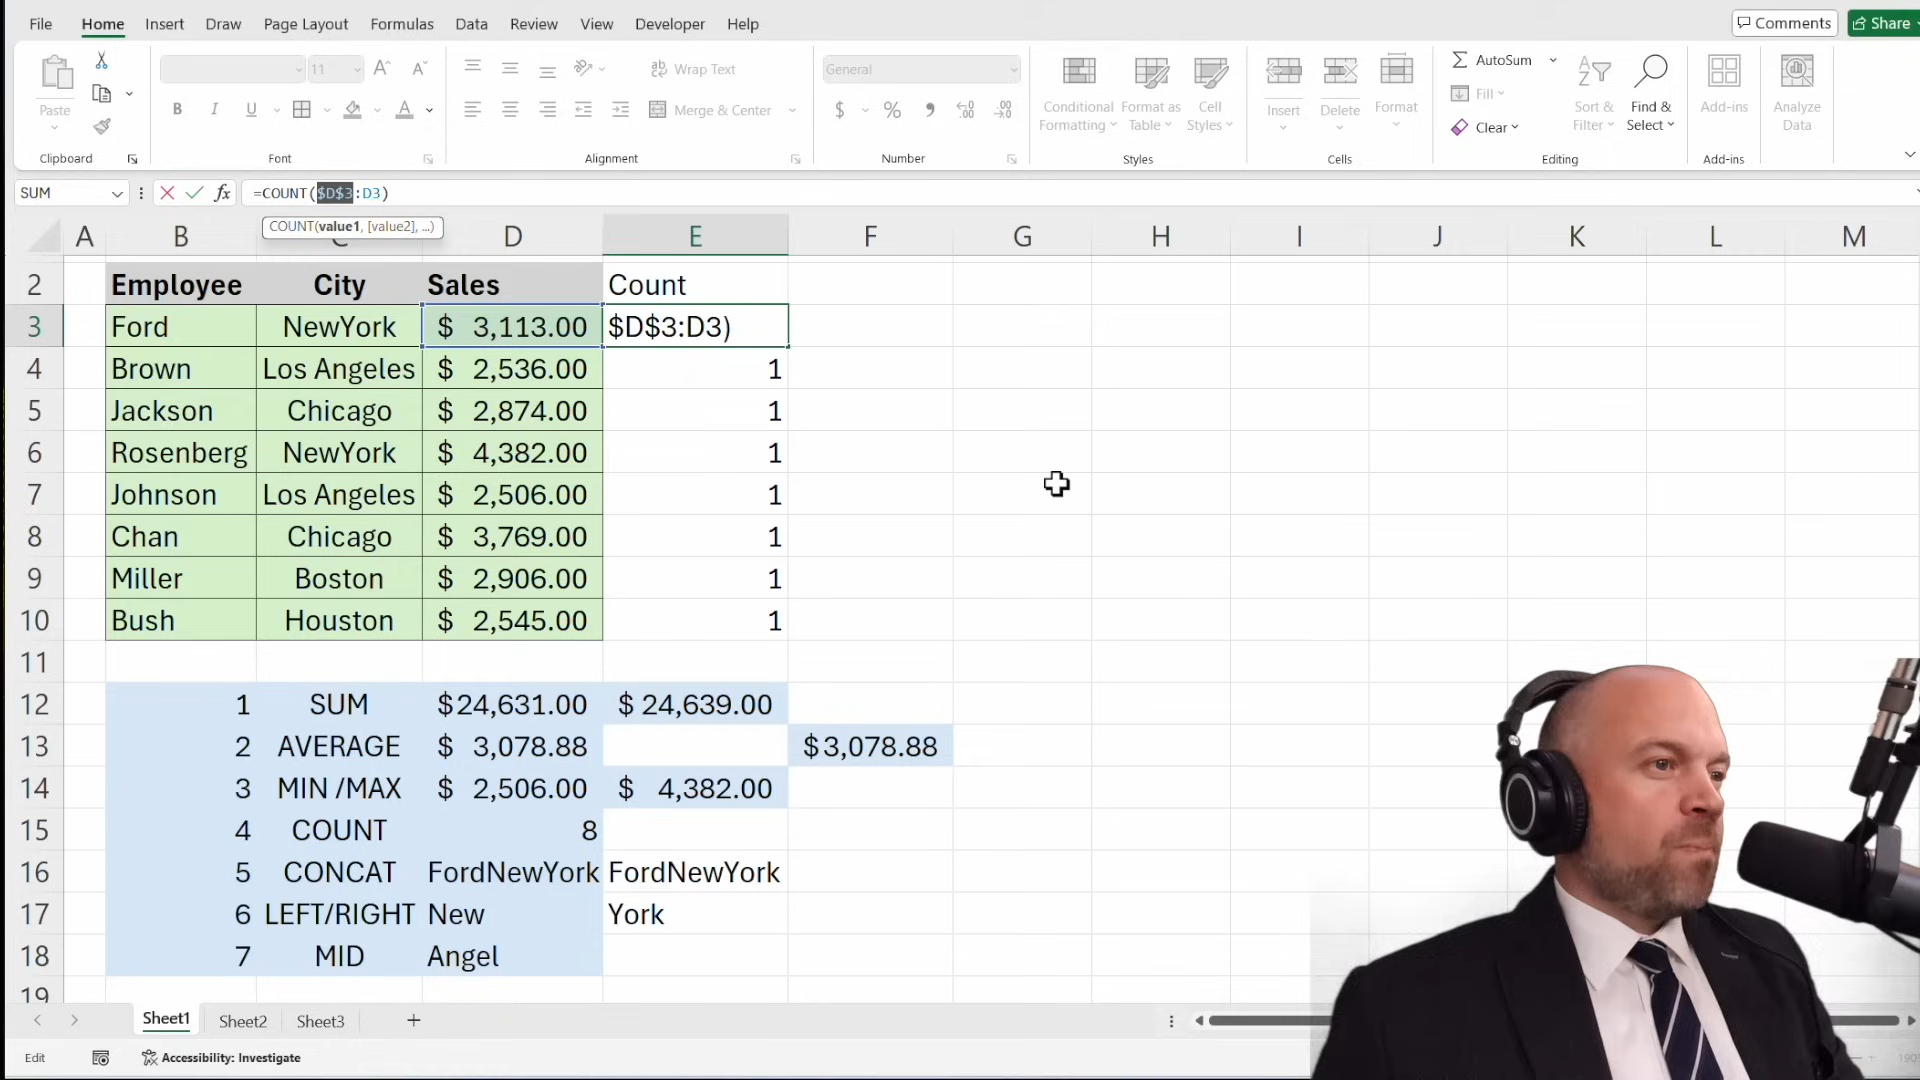 File Home Insert Draw Page Layout Formulas Data Review View Developer Help Comments Share
Paste
Clipboard
11
B I U
Font
Wrap Text
Merge & Center
Alignment
General
$ % 
Number
Conditional Formatting
Format as Table
Cell Styles
Styles
Insert Delete Format
Cells
AutoSum
Fill
Clear
Sort & Filter
Find & Select
Editing
Add-ins
Add-ins
Analyze Data
SUM =COUNT($D$3:D3)
COUNT(value1, [value2], ...)
A B C D E F G H I J K L M
2 Employee City Sales Count
3 Ford NewYork $ 3,113.00 $D$3:D3)
4 Brown Los Angeles $ 2,536.00 1
5 Jackson Chicago $ 2,874.00 1
6 Rosenberg NewYork $ 4,382.00 1
7 Johnson Los Angeles $ 2,506.00 1
8 Chan Chicago $ 3,769.00 1
9 Miller Boston $ 2,906.00 1
10 Bush Houston $ 2,545.00 1
11
12 1 SUM $24,631.00 $ 24,639.00
13 2 AVERAGE $ 3,078.88 $3,078.88
14 3 MIN /MAX $ 2,506.00 $ 4,382.00
15 4 COUNT 8
16 5 CONCAT FordNewYork FordNewYork
17 6 LEFT/RIGHT New York
18 7 MID Angel
19
Sheet1 Sheet2 Sheet3
Edit Accessibility: Investigate